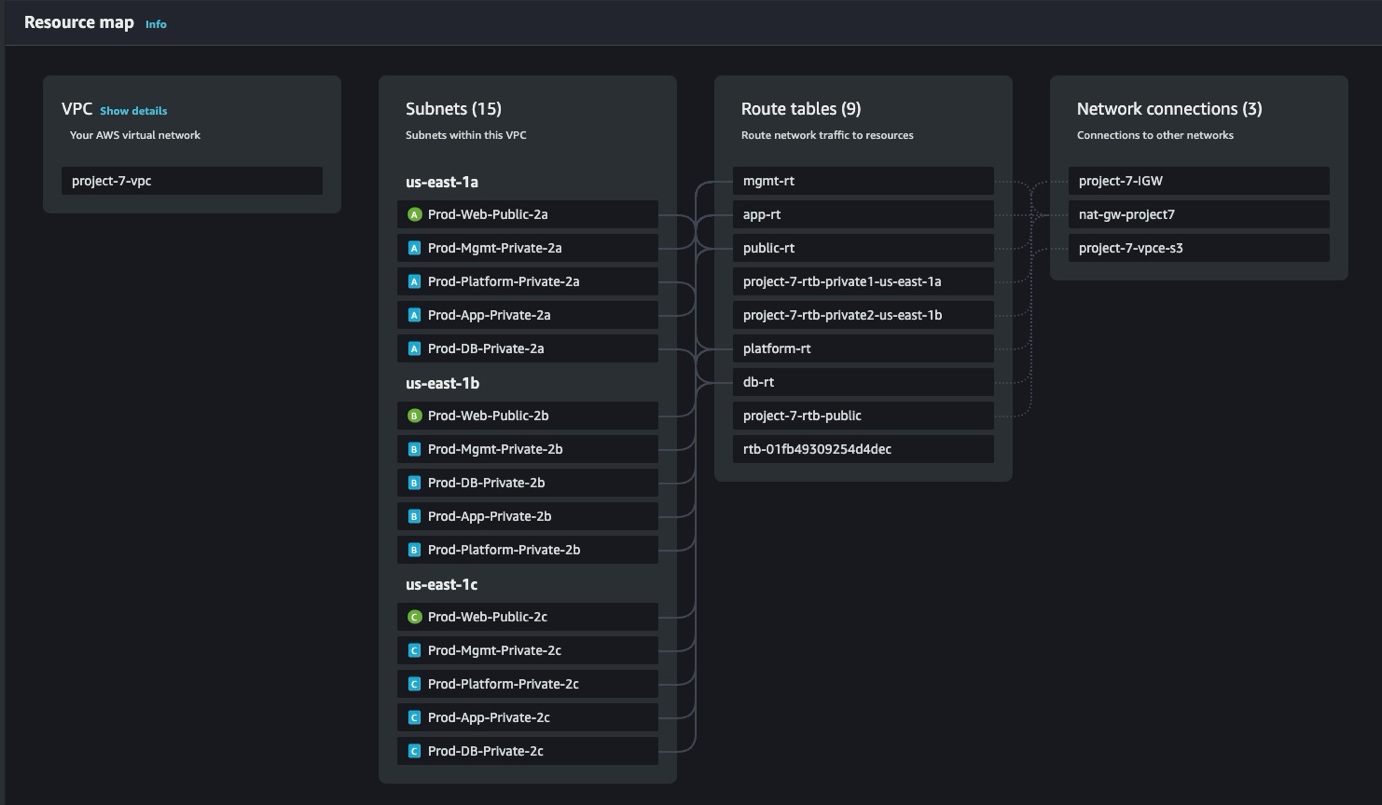 Resource map Info
VPC Show details
Your AWS virtual network
project-7-vpc
Subnets (15)
Subnets within this VPC
us-east-1a
A Prod-Web-Public-2a
A Prod-Mgmt-Private-2a
A Prod-Platform-Private-2a
A Prod-App-Private-2a
A Prod-DB-Private-2a
us-east-1b
B Prod-Web-Public-2b
B Prod-Mgmt-Private-2b
B Prod-DB-Private-2b
B Prod-App-Private-2b
B Prod-Platform-Private-2b
us-east-1c
C Prod-Web-Public-2c
C Prod-Mgmt-Private-2c
C Prod-Platform-Private-2c
C Prod-App-Private-2c
C Prod-DB-Private-2c
Route tables (9)
Route network traffic to resources
mgmt-rt
app-rt
public-rt
project-7-rtb-private1-us-east-1a
project-7-rtb-private2-us-east-1b
platform-rt
db-rt
project-7-rtb-public
rtb-01fb49309254d4dec
Network connections (3)
Connections to other networks
project-7-IGW
nat-gw-project7
project-7-vpce-s3